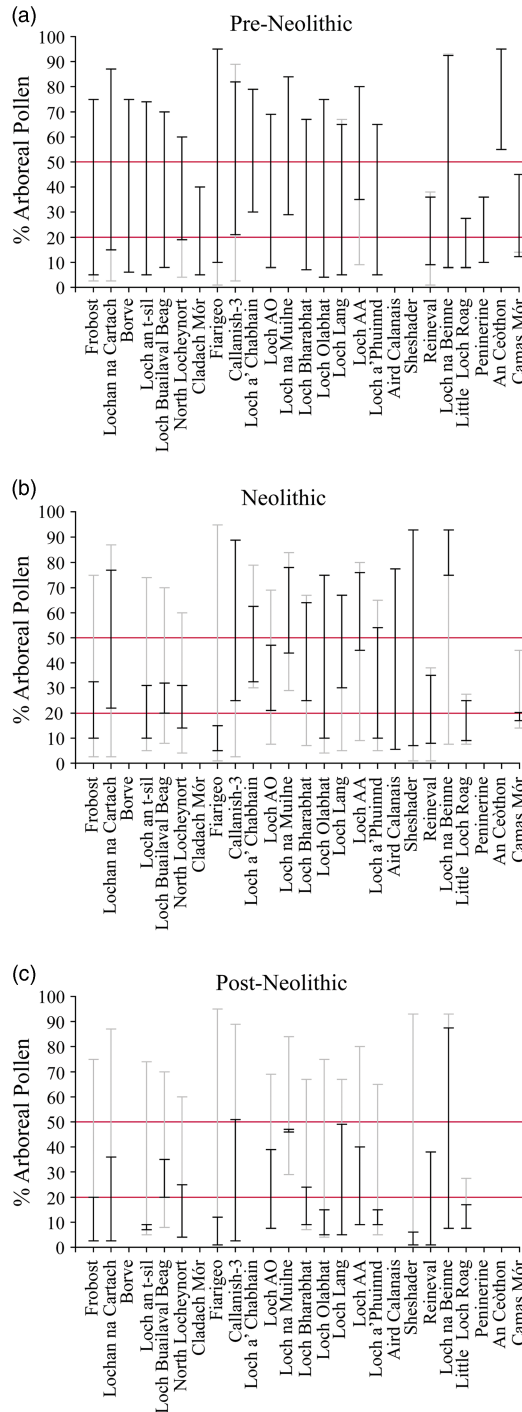 (a)
Pre-Neolithic
% Arboreal Pollen
100
90
80
70
60
50
40
30
20
10
0
Frobost
Lochan na Cartach
Borve
Loch an t-sìl
Loch Buailaval Beag
North Locheynort
Cladach Mór
Fiarigeo
Callanish-3
Loch a' Chabhain
Loch AO
Loch na Muilne
Loch Bharabhat
Loch Olabhat
Loch Lang
Loch AA
Loch a'Phuinnd
Aird Calanais
Sheshader
Reineval
Loch na Beinne
Little Loch Roag
Peninerine
An Ceòthon
Camas Mór
(b)
Neolithic
% Arboreal Pollen
100
90
80
70
60
50
40
30
20
10
0
Frobost
Lochan na Cartach
Borve
Loch an t-sìl
Loch Buailaval Beag
North Locheynort
Cladach Mór
Fiarigeo
Callanish-3
Loch a' Chabhain
Loch AO
Loch na Muilne
Loch Bharabhat
Loch Olabhat
Loch Lang
Loch AA
Loch a'Phuinnd
Aird Calanais
Sheshader
Reineval
Loch na Beinne
Little Loch Roag
Peninerine
An Ceòthon
Camas Mór
(c)
Post-Neolithic
% Arboreal Pollen
100
90
80
70
60
50
40
30
20
10
0
Frobost
Lochan na Cartach
Borve
Loch an t-sìl
Loch Buailaval Beag
North Locheynort
Cladach Mór
Fiarigeo
Callanish-3
Loch a' Chabhain
Loch AO
Loch na Muilne
Loch Bharabhat
Loch Olabhat
Loch Lang
Loch AA
Loch a'Phuinnd
Aird Calanais
Sheshader
Reineval
Loch na Beinne
Little Loch Roag
Peninerine
An Ceòthon
Camas Mór